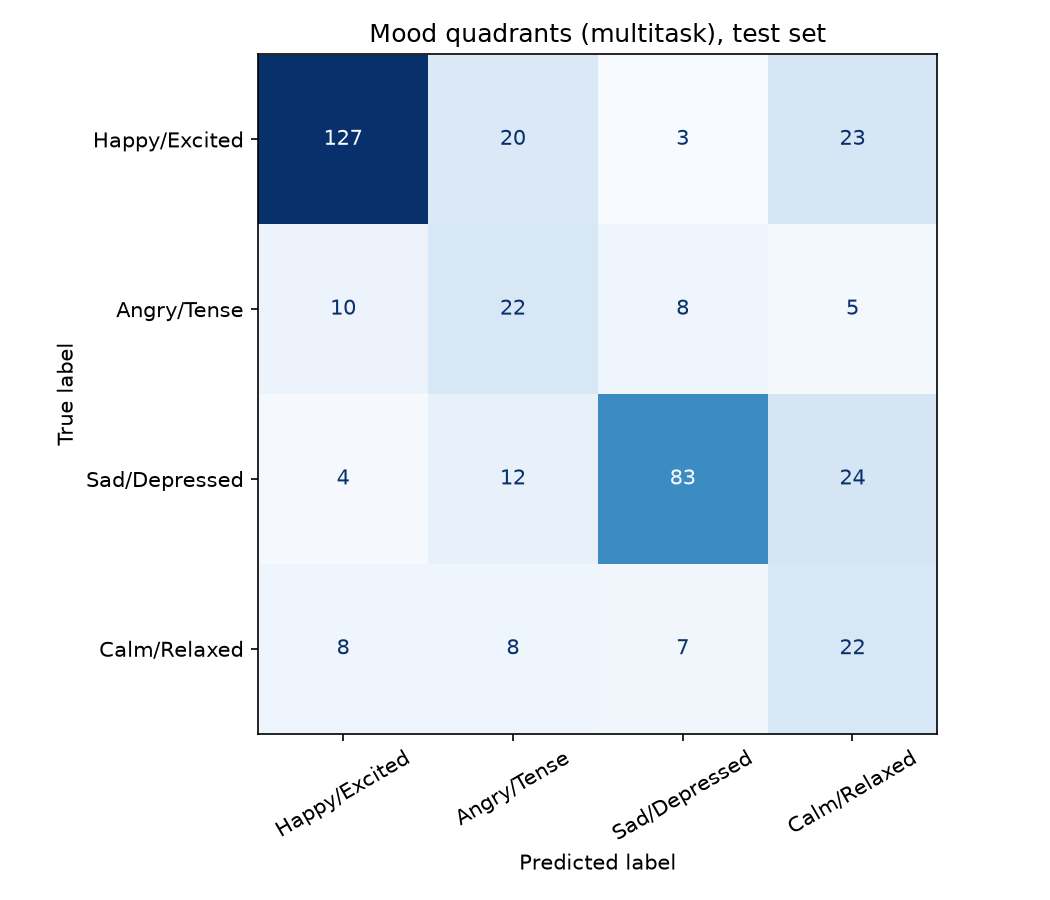 Mood quadrants (multitask), test set
True label
Happy/Excited
127 20 3 23
Angry/Tense
10 22 8 5
Sad/Depressed
4 12 83 24
Calm/Relaxed
8 8 7 22
Happy/Excited Angry/Tense Sad/Depressed Calm/Relaxed
Predicted label